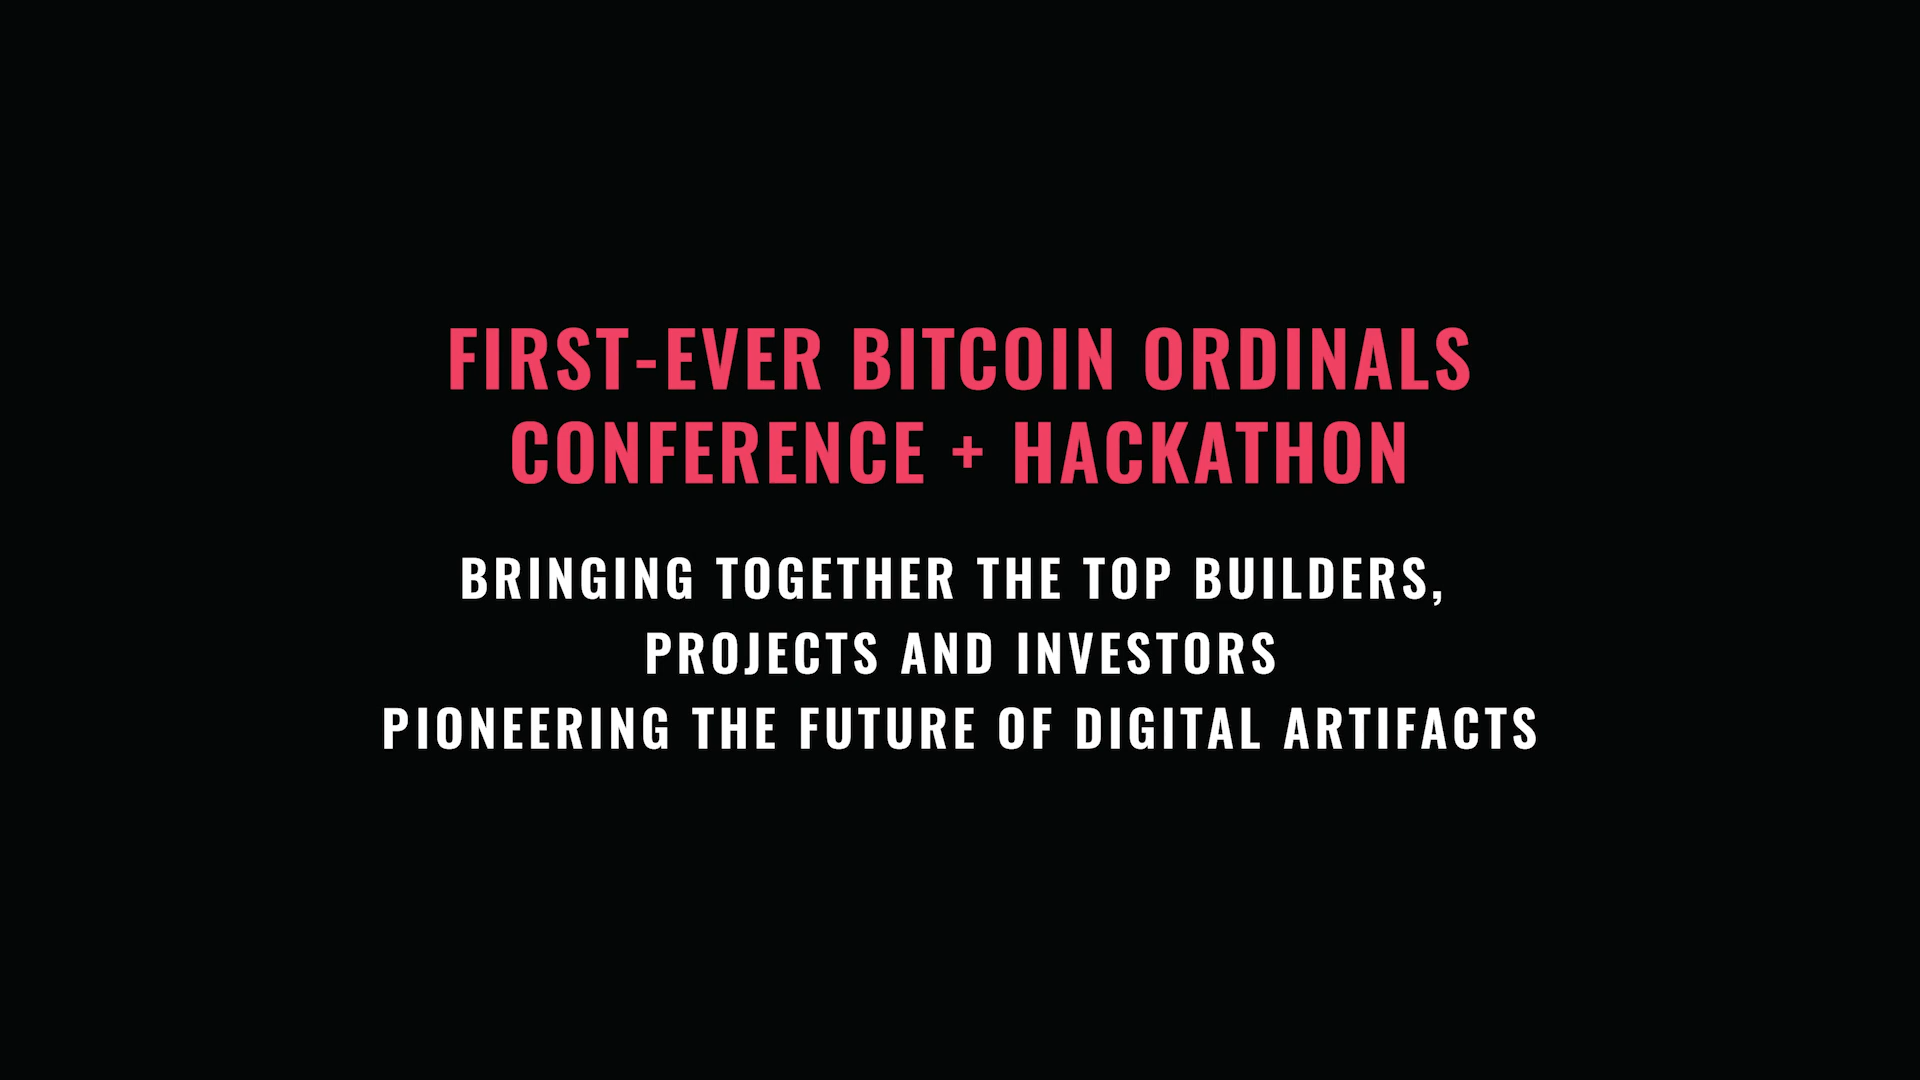 FIRST-EVER BITCOIN ORDINALS
CONFERENCE + HACKATHON
BRINGING TOGETHER THE TOP BUILDERS,
PROJECTS AND INVESTORS
PIONEERING THE FUTURE OF DIGITAL ARTIFACTS